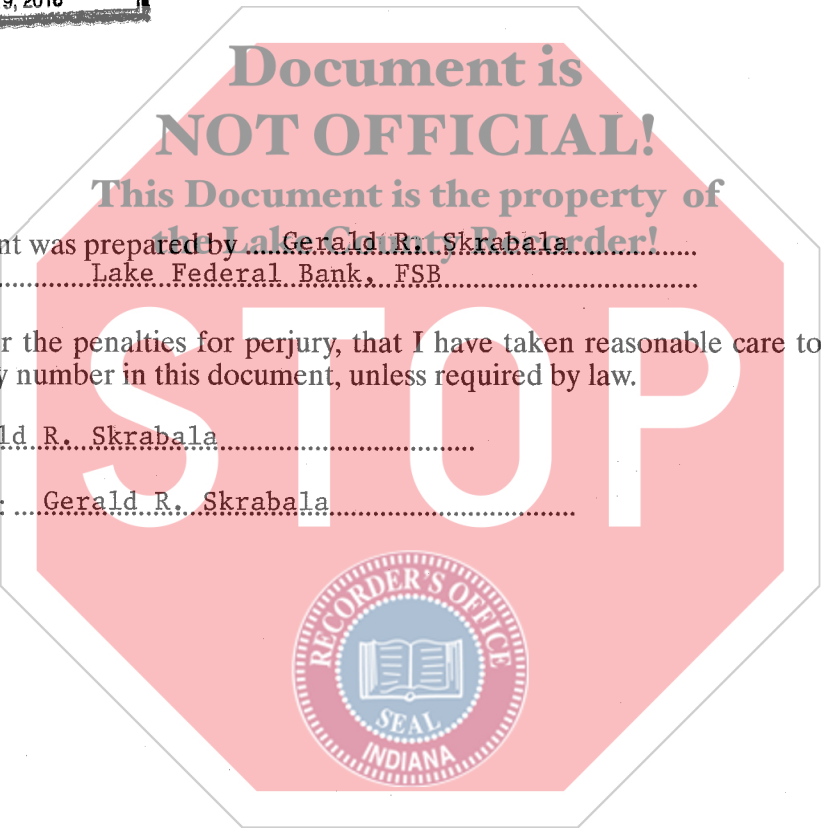 9, 2016
Document is
NOT OFFICIAL!
This Document is the property of
the Lake County Recorder!
nt was prepared by Gerald R. Skrabala
Lake Federal Bank, FSB
r the penalties for perjury, that I have taken reasonable care to
y number in this document, unless required by law.
STOP
ld R. Skrabala
: Gerald R. Skrabala
RECORDER'S OFFICE
SEAL
INDIANA